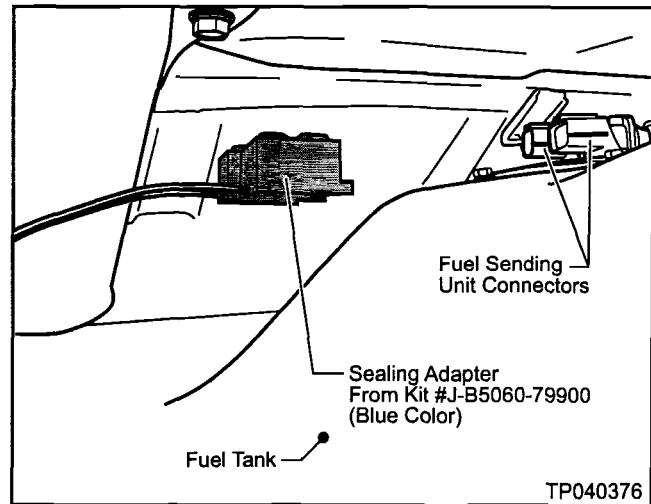 Fuel Sending
Unit Connectors
Sealing Adapter
From Kit #J-B5060-79900
(Blue Color)
Fuel Tank
TP040376